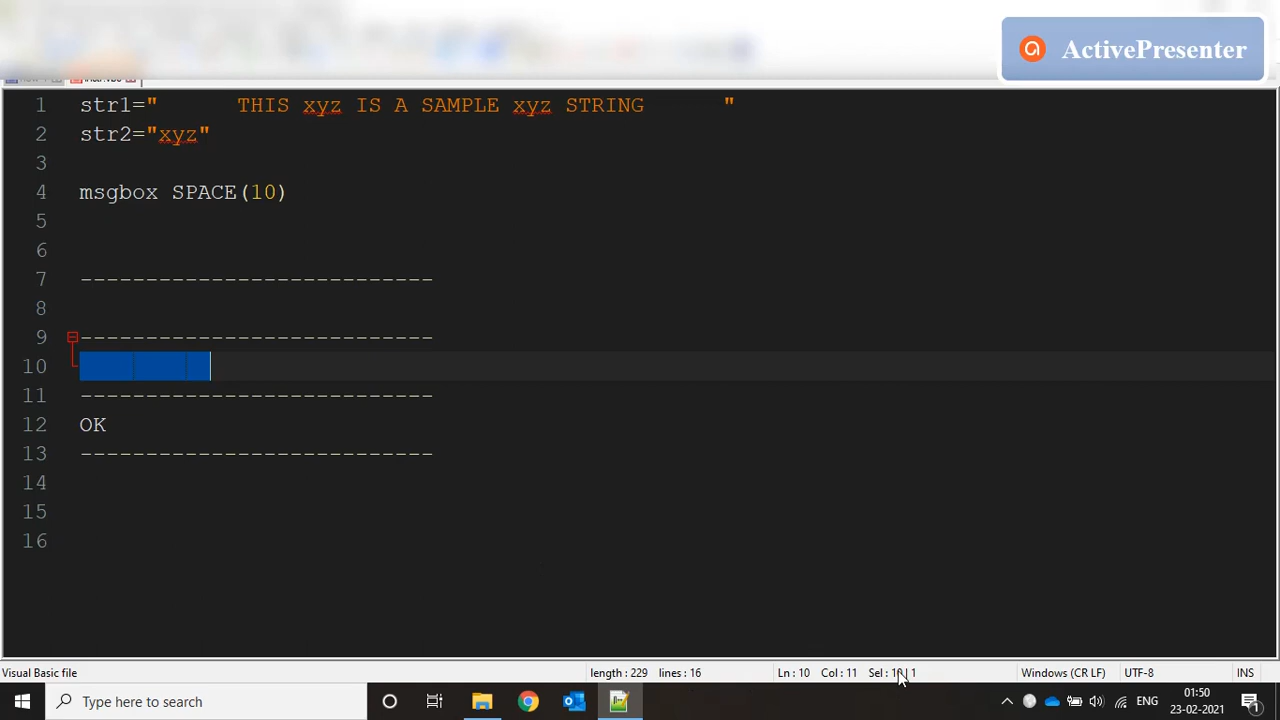 ActivePresenter
1 str1="      THIS xyz IS A SAMPLE xyz STRING      "
2 str2="xyz"
3
4 msgbox SPACE(10)
5
6
7 ---------------------------
8
9 ---------------------------
10
11 ---------------------------
12 OK
13 ---------------------------
14
15
16
Visual Basic file length : 229 lines : 16 Ln : 10 Col : 11 Sel : 10 | 1 Windows (CR LF) UTF-8 INS
Type here to search ENG 01:50
23-02-2021